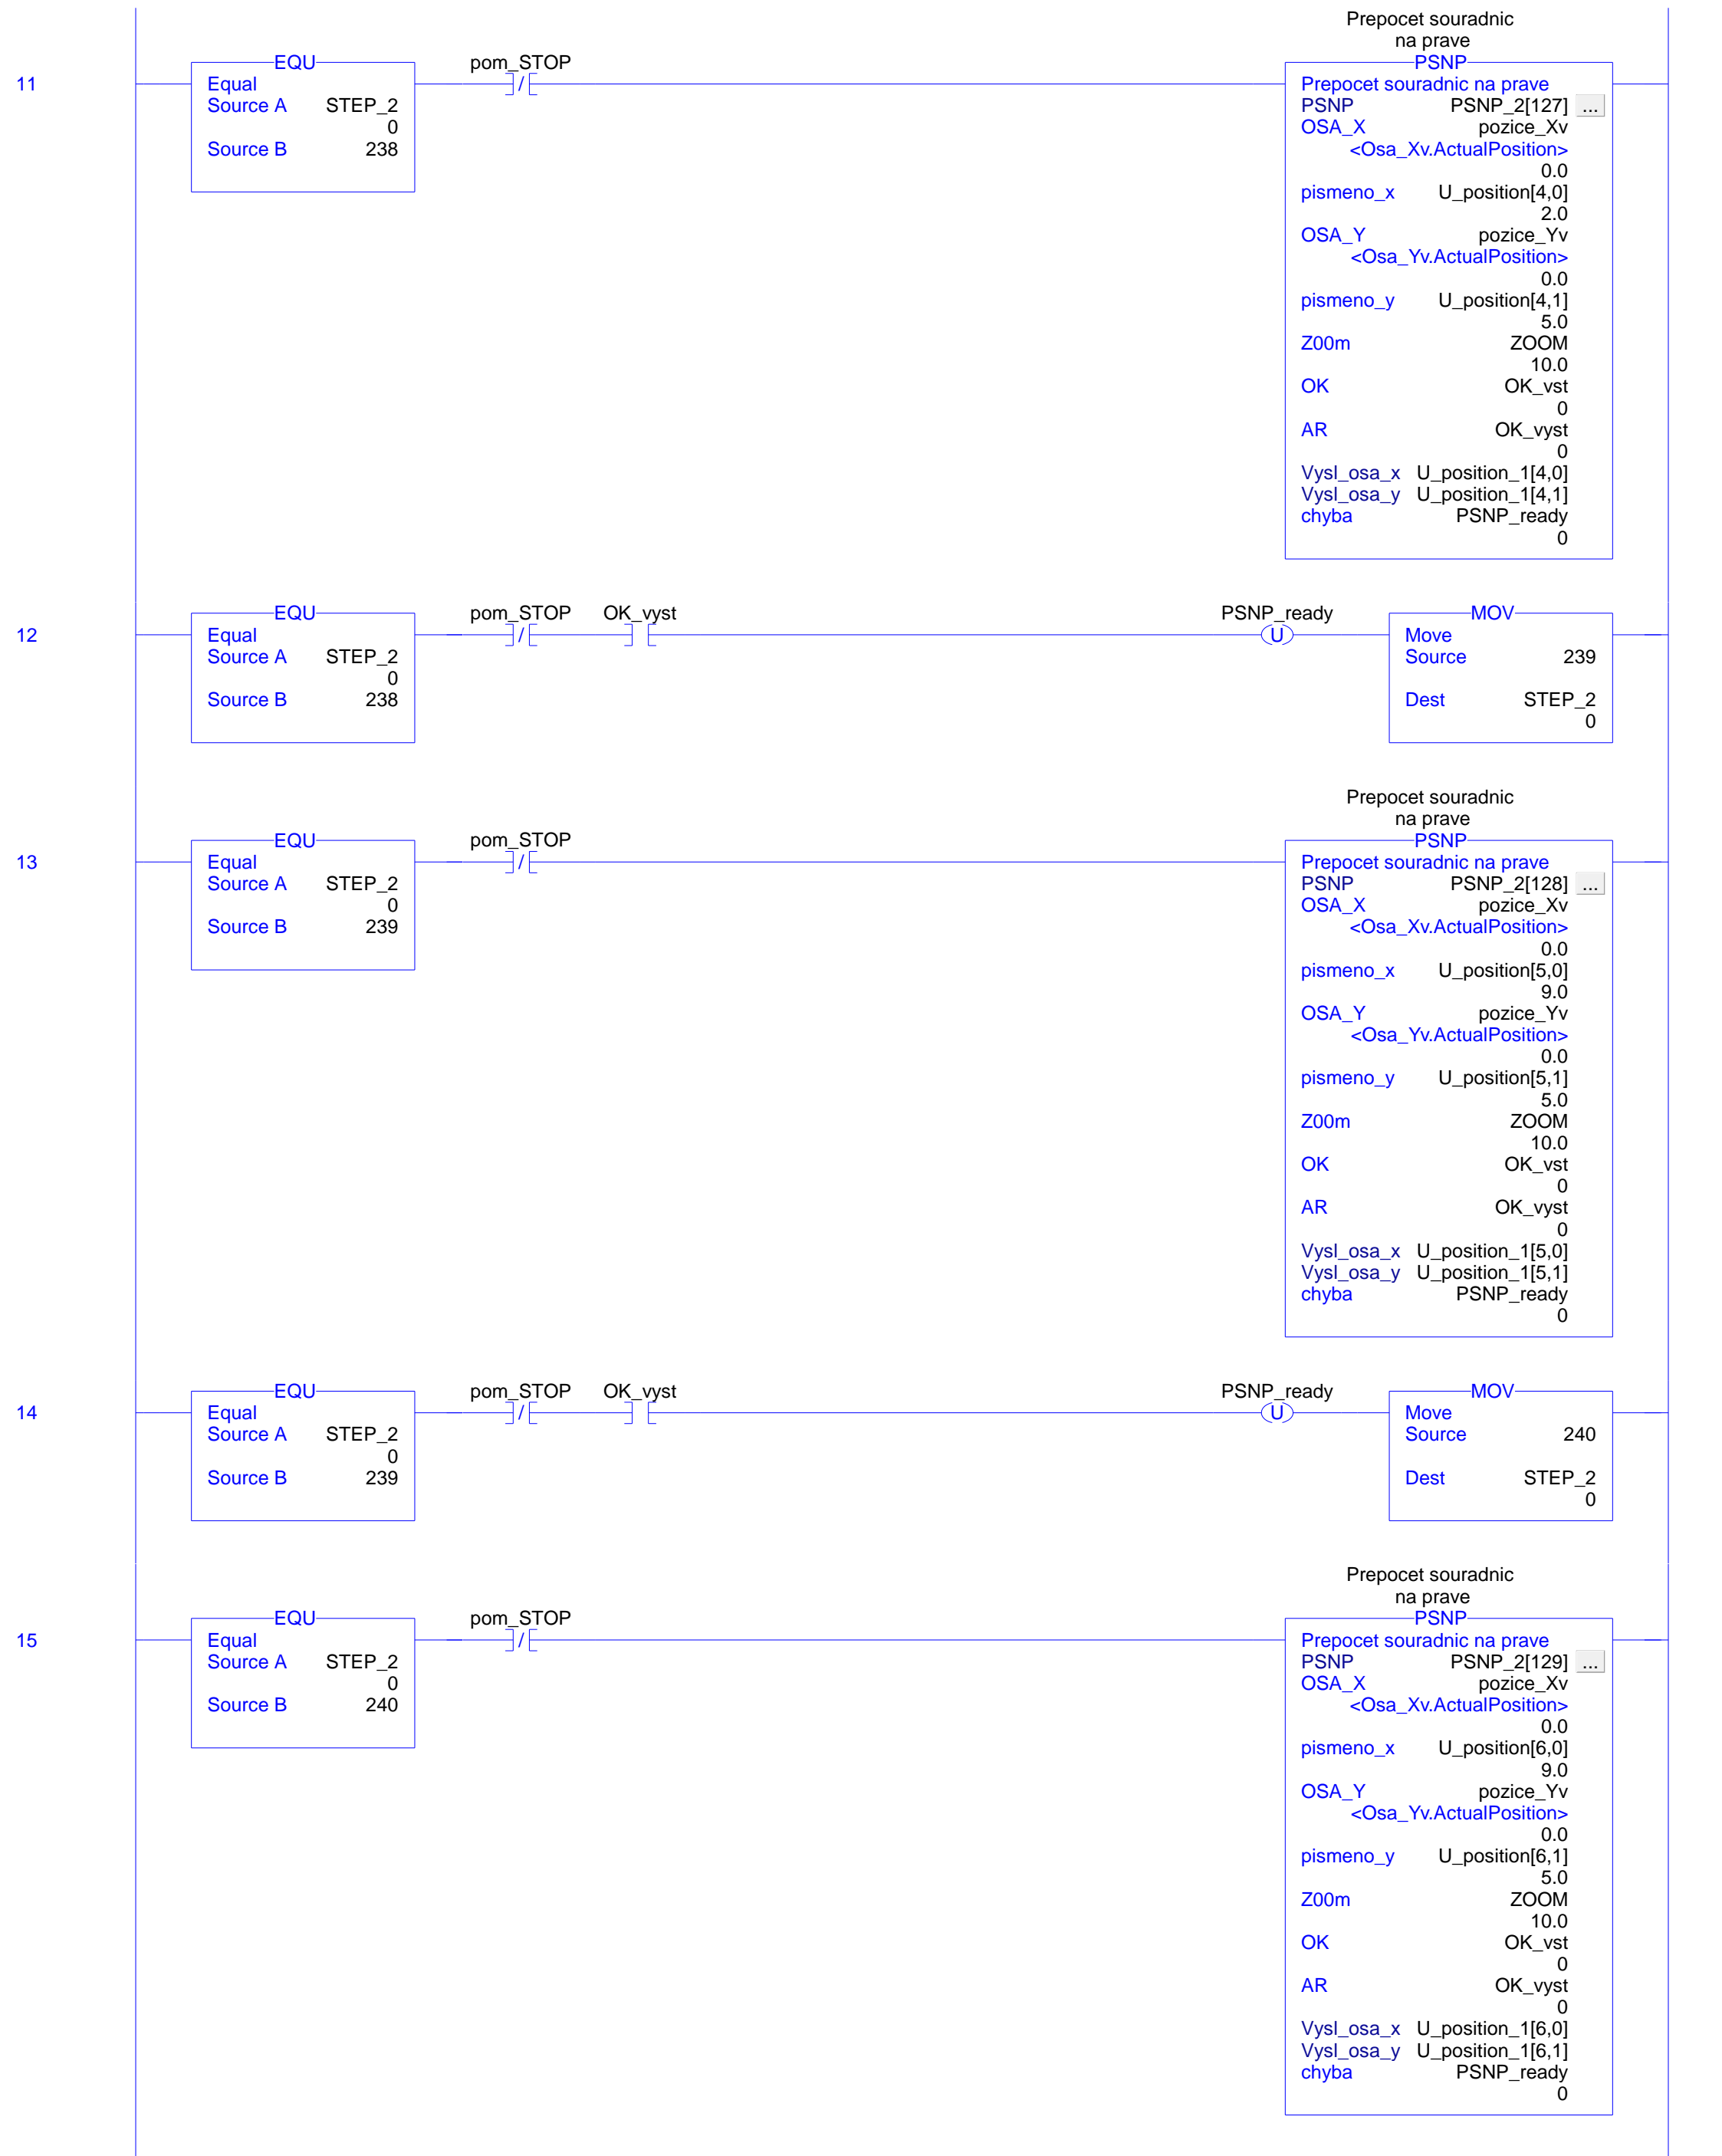 Prepocet souradnic
na prave
11
EQU
Equal
Source A STEP_2
0
Source B 238
pom_STOP
PSNP
Prepocet souradnic na prave
PSNP PSNP_2[127] ...
OSA_X pozice_Xv
<Osa_Xv.ActualPosition>
0.0
pismeno_x U_position[4,0]
2.0
OSA_Y pozice_Yv
<Osa_Yv.ActualPosition>
0.0
pismeno_y U_position[4,1]
5.0
Z00m ZOOM
10.0
OK OK_vst
0
AR OK_vyst
0
Vysl_osa_x U_position_1[4,0]
Vysl_osa_y U_position_1[4,1]
chyba PSNP_ready
0
12
EQU
Equal
Source A STEP_2
0
Source B 238
pom_STOP OK_vyst
PSNP_ready
U
MOV
Move
Source 239
Dest STEP_2
0
Prepocet souradnic
na prave
13
EQU
Equal
Source A STEP_2
0
Source B 239
pom_STOP
PSNP
Prepocet souradnic na prave
PSNP PSNP_2[128] ...
OSA_X pozice_Xv
<Osa_Xv.ActualPosition>
0.0
pismeno_x U_position[5,0]
9.0
OSA_Y pozice_Yv
<Osa_Yv.ActualPosition>
0.0
pismeno_y U_position[5,1]
5.0
Z00m ZOOM
10.0
OK OK_vst
0
AR OK_vyst
0
Vysl_osa_x U_position_1[5,0]
Vysl_osa_y U_position_1[5,1]
chyba PSNP_ready
0
14
EQU
Equal
Source A STEP_2
0
Source B 239
pom_STOP OK_vyst
PSNP_ready
U
MOV
Move
Source 240
Dest STEP_2
0
Prepocet souradnic
na prave
15
EQU
Equal
Source A STEP_2
0
Source B 240
pom_STOP
PSNP
Prepocet souradnic na prave
PSNP PSNP_2[129] ...
OSA_X pozice_Xv
<Osa_Xv.ActualPosition>
0.0
pismeno_x U_position[6,0]
9.0
OSA_Y pozice_Yv
<Osa_Yv.ActualPosition>
0.0
pismeno_y U_position[6,1]
5.0
Z00m ZOOM
10.0
OK OK_vst
0
AR OK_vyst
0
Vysl_osa_x U_position_1[6,0]
Vysl_osa_y U_position_1[6,1]
chyba PSNP_ready
0